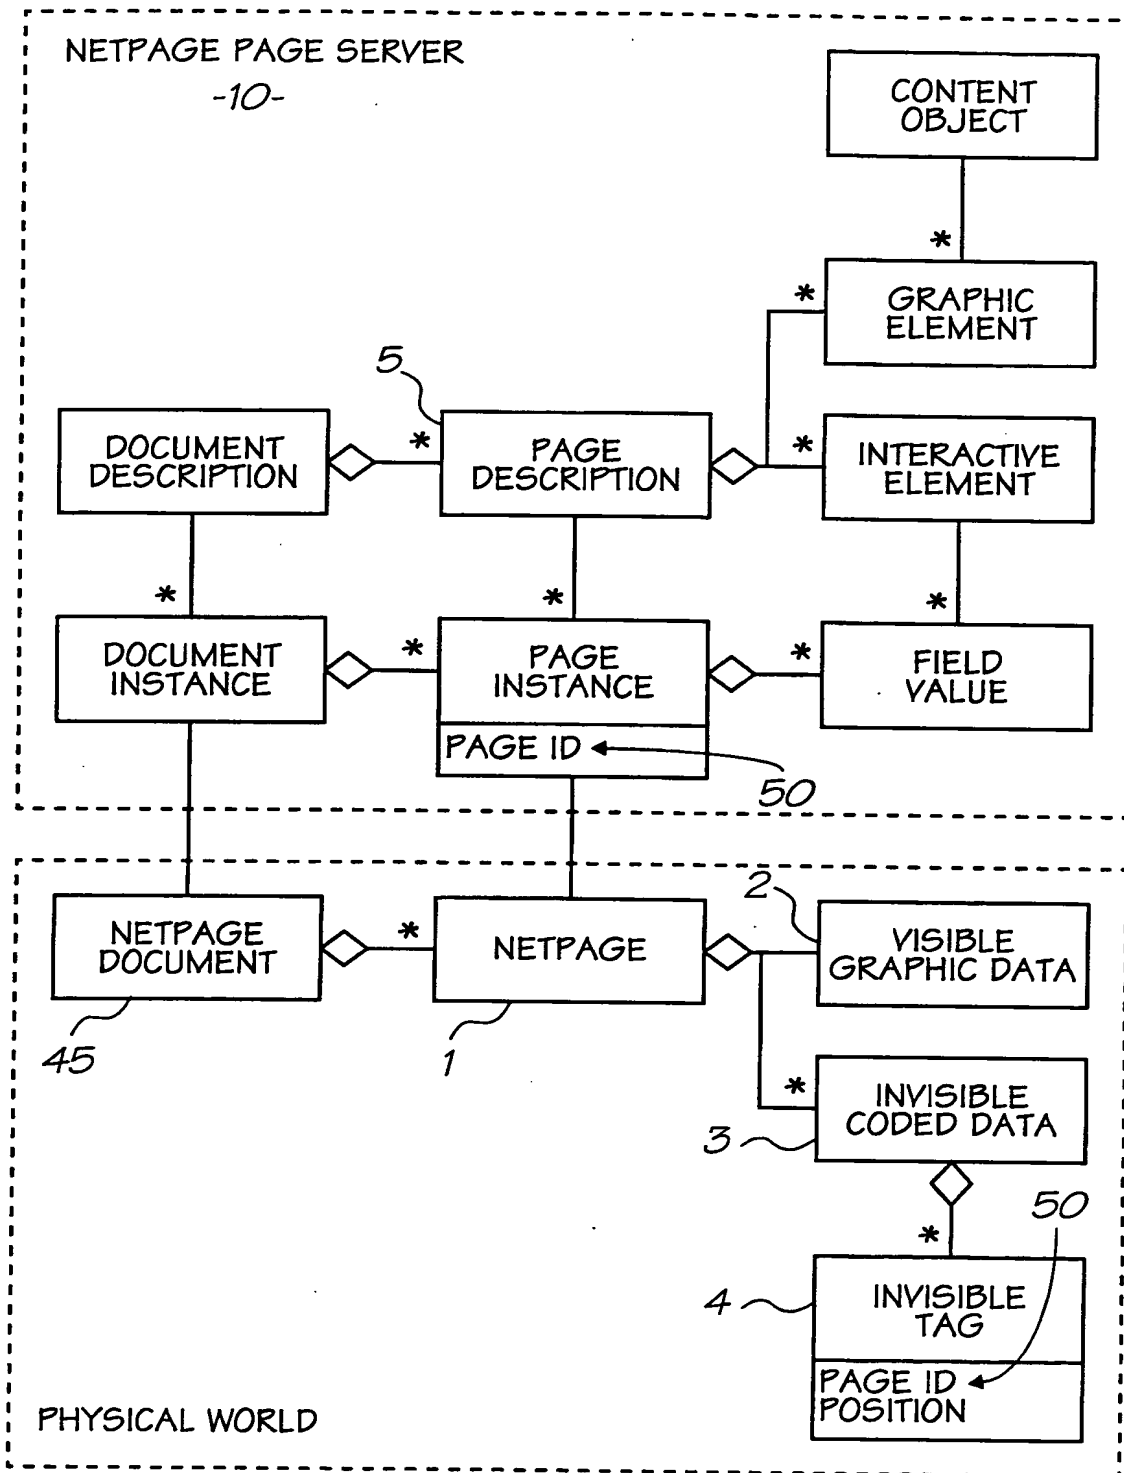 NETPAGE PAGE SERVER
-10-
CONTENT
OBJECT
*
*
GRAPHIC
ELEMENT
5
DOCUMENT
DESCRIPTION
*
PAGE
DESCRIPTION
*
INTERACTIVE
ELEMENT
*
*
*
DOCUMENT
INSTANCE
*
PAGE
INSTANCE
*
FIELD
VALUE
PAGE ID
50
NETPAGE
DOCUMENT
*
NETPAGE
2
VISIBLE
GRAPHIC DATA
45
1
*
3
INVISIBLE
CODED DATA
50
*
4
INVISIBLE
TAG
PAGE ID
POSITION
PHYSICAL WORLD